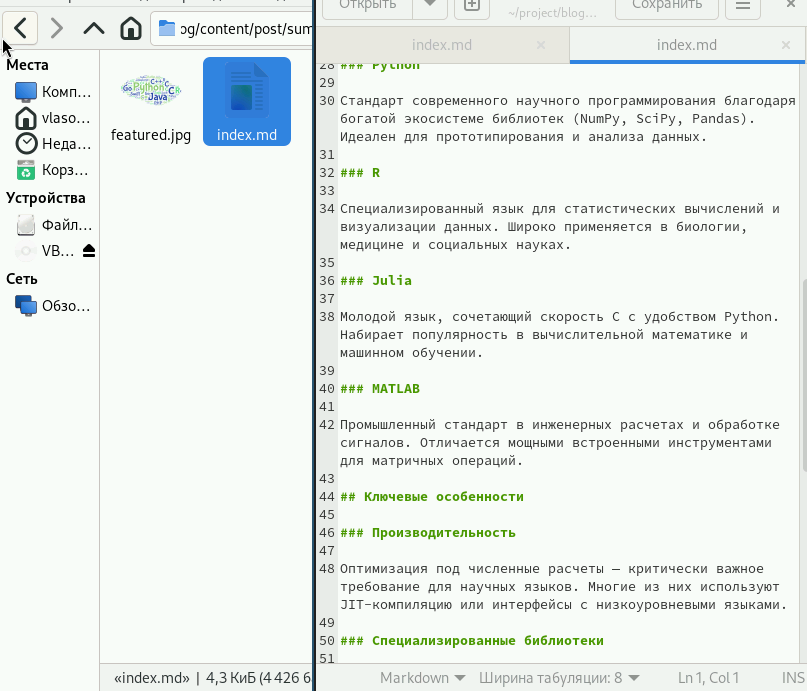 og/content/post/sum
Места
Комп...
vlaso...
Неда...
Корз...
Устройства
Файл...
VB...
Сеть
Обзо...
featured.jpg
index.md
«index.md» | 4,3 КиБ (4 426 6
Открыть
~/project/blog...
Сохранить
index.md ×
index.md ×
28 ### Python
29
30 Стандарт современного научного программирования благодаря
богатой экосистеме библиотек (NumPy, SciPy, Pandas).
Идеален для прототипирования и анализа данных.
31
32 ### R
33
34 Специализированный язык для статистических вычислений и
визуализации данных. Широко применяется в биологии,
медицине и социальных науках.
35
36 ### Julia
37
38 Молодой язык, сочетающий скорость C с удобством Python.
Набирает популярность в вычислительной математике и
машинном обучении.
39
40 ### MATLAB
41
42 Промышленный стандарт в инженерных расчетах и обработке
сигналов. Отличается мощными встроенными инструментами
для матричных операций.
43
44 ## Ключевые особенности
45
46 ### Производительность
47
48 Оптимизация под численные расчеты — критически важное
требование для научных языков. Многие из них используют
JIT-компиляцию или интерфейсы с низкоуровневыми языками.
49
50 ### Специализированные библиотеки
51
Markdown Ширина табуляции: 8 Ln 1, Col 1 INS